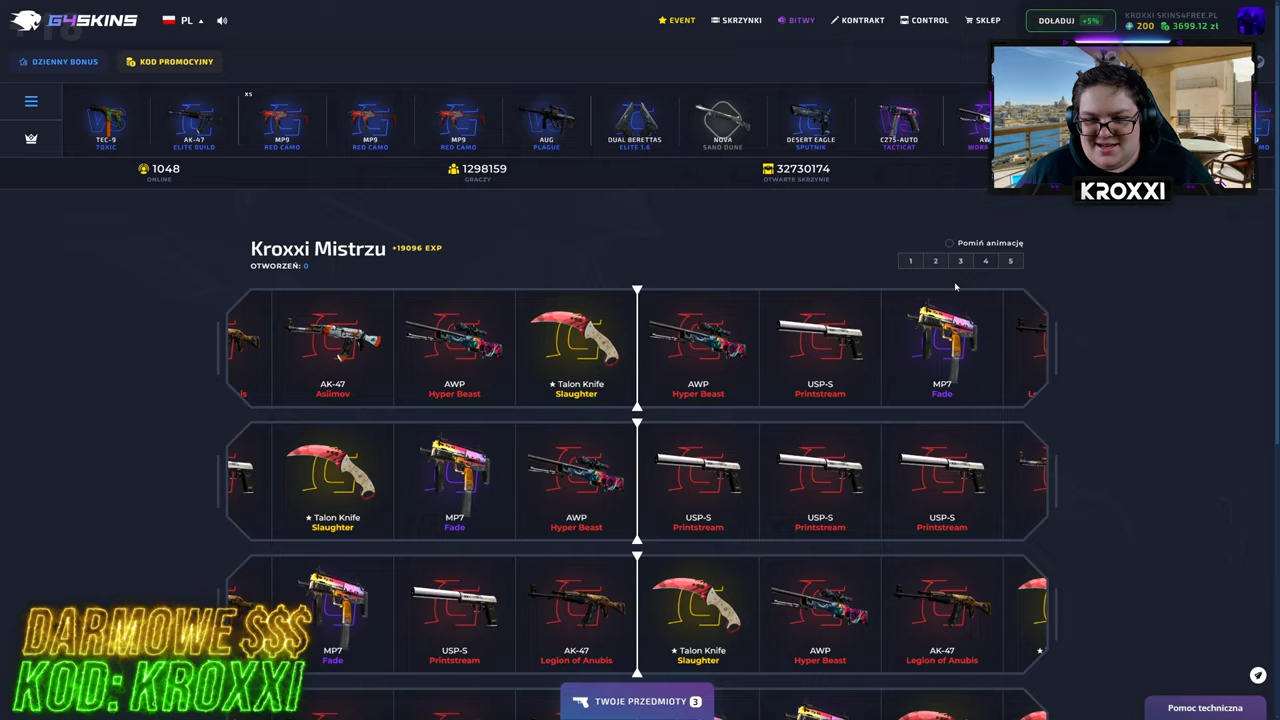 G4SKINS
PL
EVENT
SKRZYNKI
BITWY
KONTRAKT
CONTROL
SKLEP
DOŁADUJ +5%
KROXXI SKINS4FREE.PL
200 3699.12 zł
DZIENNY BONUS
KOD PROMOCYJNY
XS
TEC-9
TOXIC
AK-47
ELITE BUILD
MP9
RED CAMO
MP9
RED CAMO
MP9
RED CAMO
AUG
PLAGUE
DUAL BERETTAS
ELITE 1.6
NOVA
SAND DUNE
DESERT EAGLE
SPUTNIK
CZ75-AUTO
TACTICAT
1048
ONLINE
1298159
GRACZY
32730174
OTWARTE SKRZYNIE
KROXXI
Kroxxi Mistrzu +19096 EXP
OTWORZEŃ: 0
Pomiń animację
1 2 3 4 5
is
AK-47
Asiimov
AWP
Hyper Beast
★ Talon Knife
Slaughter
AWP
Hyper Beast
USP-S
Printstream
MP7
Fade
★ Talon Knife
Slaughter
MP7
Fade
AWP
Hyper Beast
USP-S
Printstream
USP-S
Printstream
USP-S
Printstream
MP7
Fade
USP-S
Printstream
AK-47
Legion of Anubis
★ Talon Knife
Slaughter
AWP
Hyper Beast
AK-47
Legion of Anubis
★
DARMOWE $$$
KOD: KROXXI
TWOJE PRZEDMIOTY 3
Pomoc techniczna